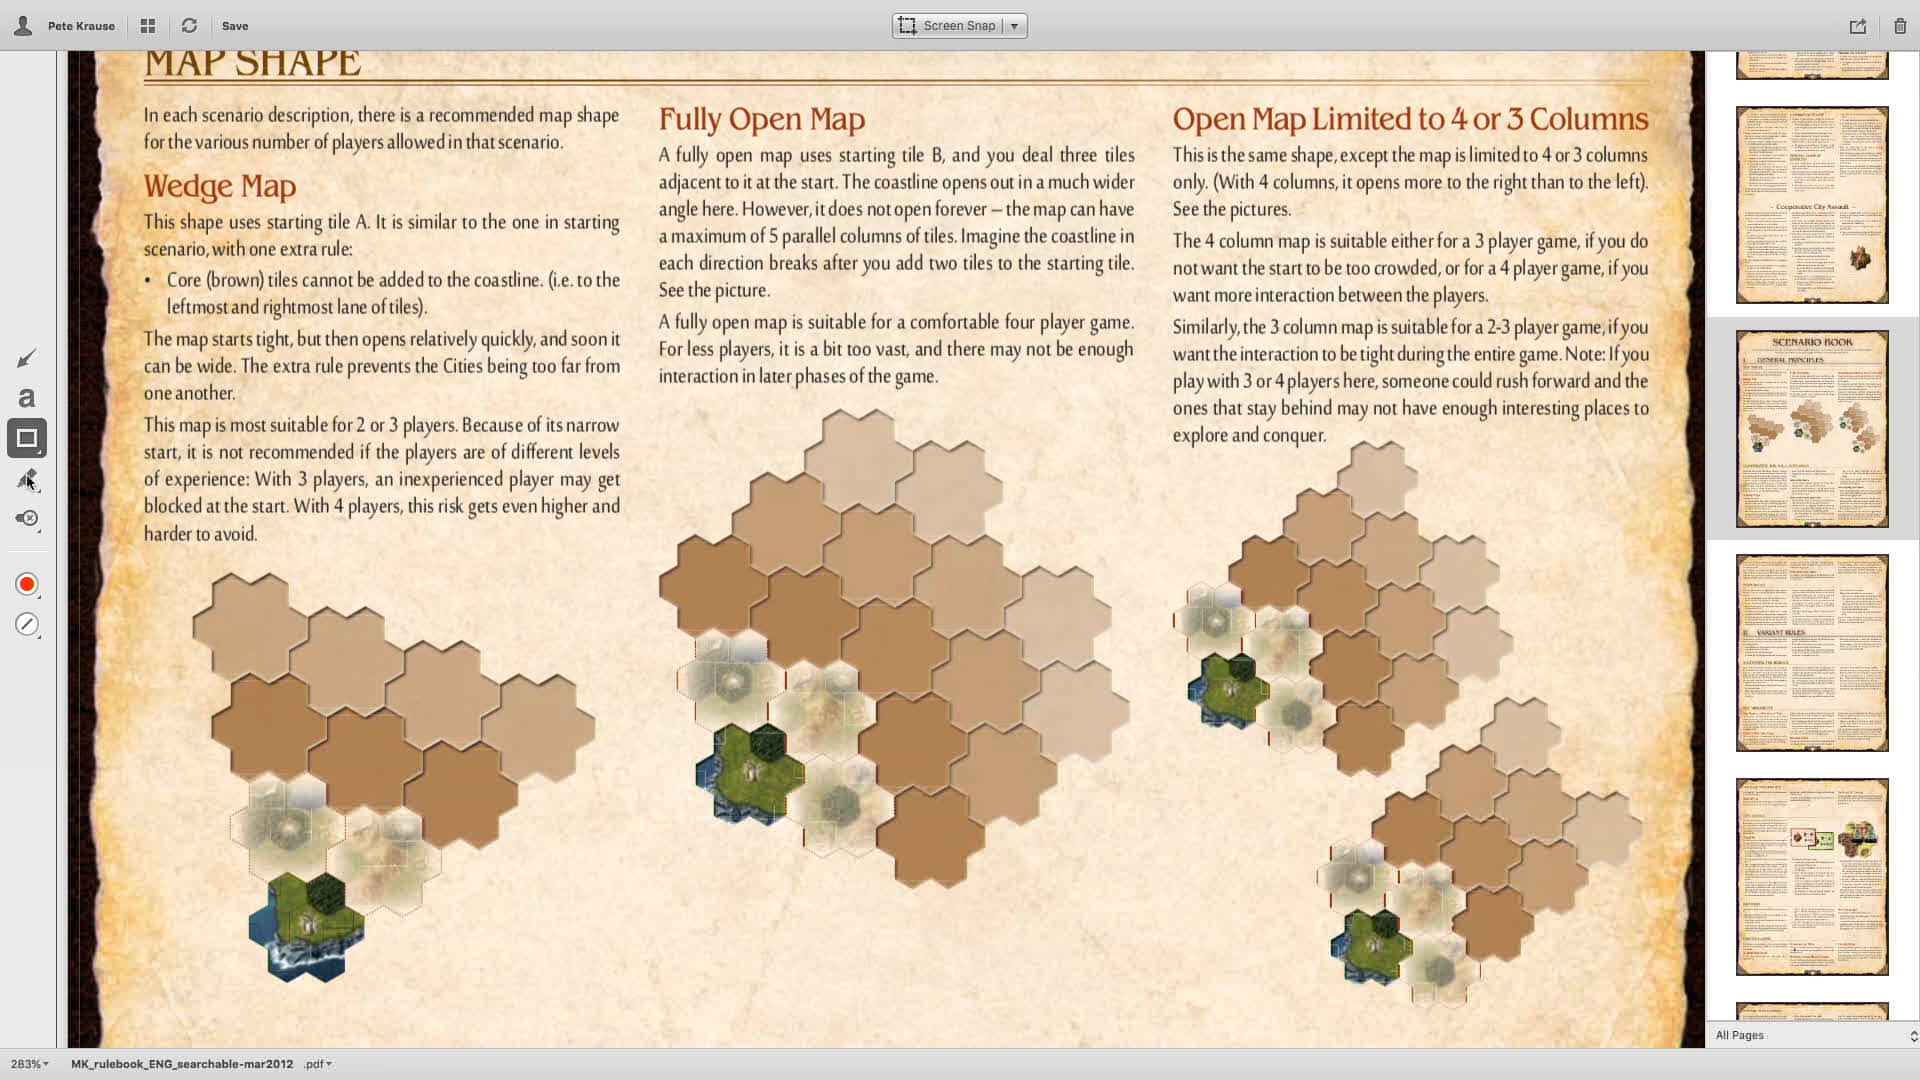 Pete Krause
Save
Screen Snap
MAP SHAPE
In each scenario description, there is a recommended map shape
for the various number of players allowed in that scenario.
Wedge Map
This shape uses starting tile A. It is similar to the one in starting
scenario, with one extra rule:
• Core (brown) tiles cannot be added to the coastline. (i.e. to the
leftmost and rightmost lane of tiles).
The map starts tight, but then opens relatively quickly, and soon it
can be wide. The extra rule prevents the Cities being too far from
one another.
This map is most suitable for 2 or 3 players. Because of its narrow
start, it is not recommended if the players are of different levels
of experience: With 3 players, an inexperienced player may get
blocked at the start. With 4 players, this risk gets even higher and
harder to avoid.
Fully Open Map
A fully open map uses starting tile B, and you deal three tiles
adjacent to it at the start. The coastline opens out in a much wider
angle here. However, it does not open forever – the map can have
a maximum of 5 parallel columns of tiles. Imagine the coastline in
each direction breaks after you add two tiles to the starting tile.
See the picture.
A fully open map is suitable for a comfortable four player game.
For less players, it is a bit too vast, and there may not be enough
interaction in later phases of the game.
Open Map Limited to 4 or 3 Columns
This is the same shape, except the map is limited to 4 or 3 columns
only. (With 4 columns, it opens more to the right than to the left).
See the pictures.
The 4 column map is suitable either for a 3 player game, if you do
not want the start to be too crowded, or for a 4 player game, if you
want more interaction between the players.
Similarly, the 3 column map is suitable for a 2-3 player game, if you
want the interaction to be tight during the entire game. Note: If you
play with 3 or 4 players here, someone could rush forward and the
ones that stay behind may not have enough interesting places to
explore and conquer.
a
– Cooperative City Assault –
SCENARIO BOOK
I. GENERAL PRINCIPLES
II. VARIANT RULES
All Pages
283%
MK_rulebook_ENG_searchable-mar2012 .pdf